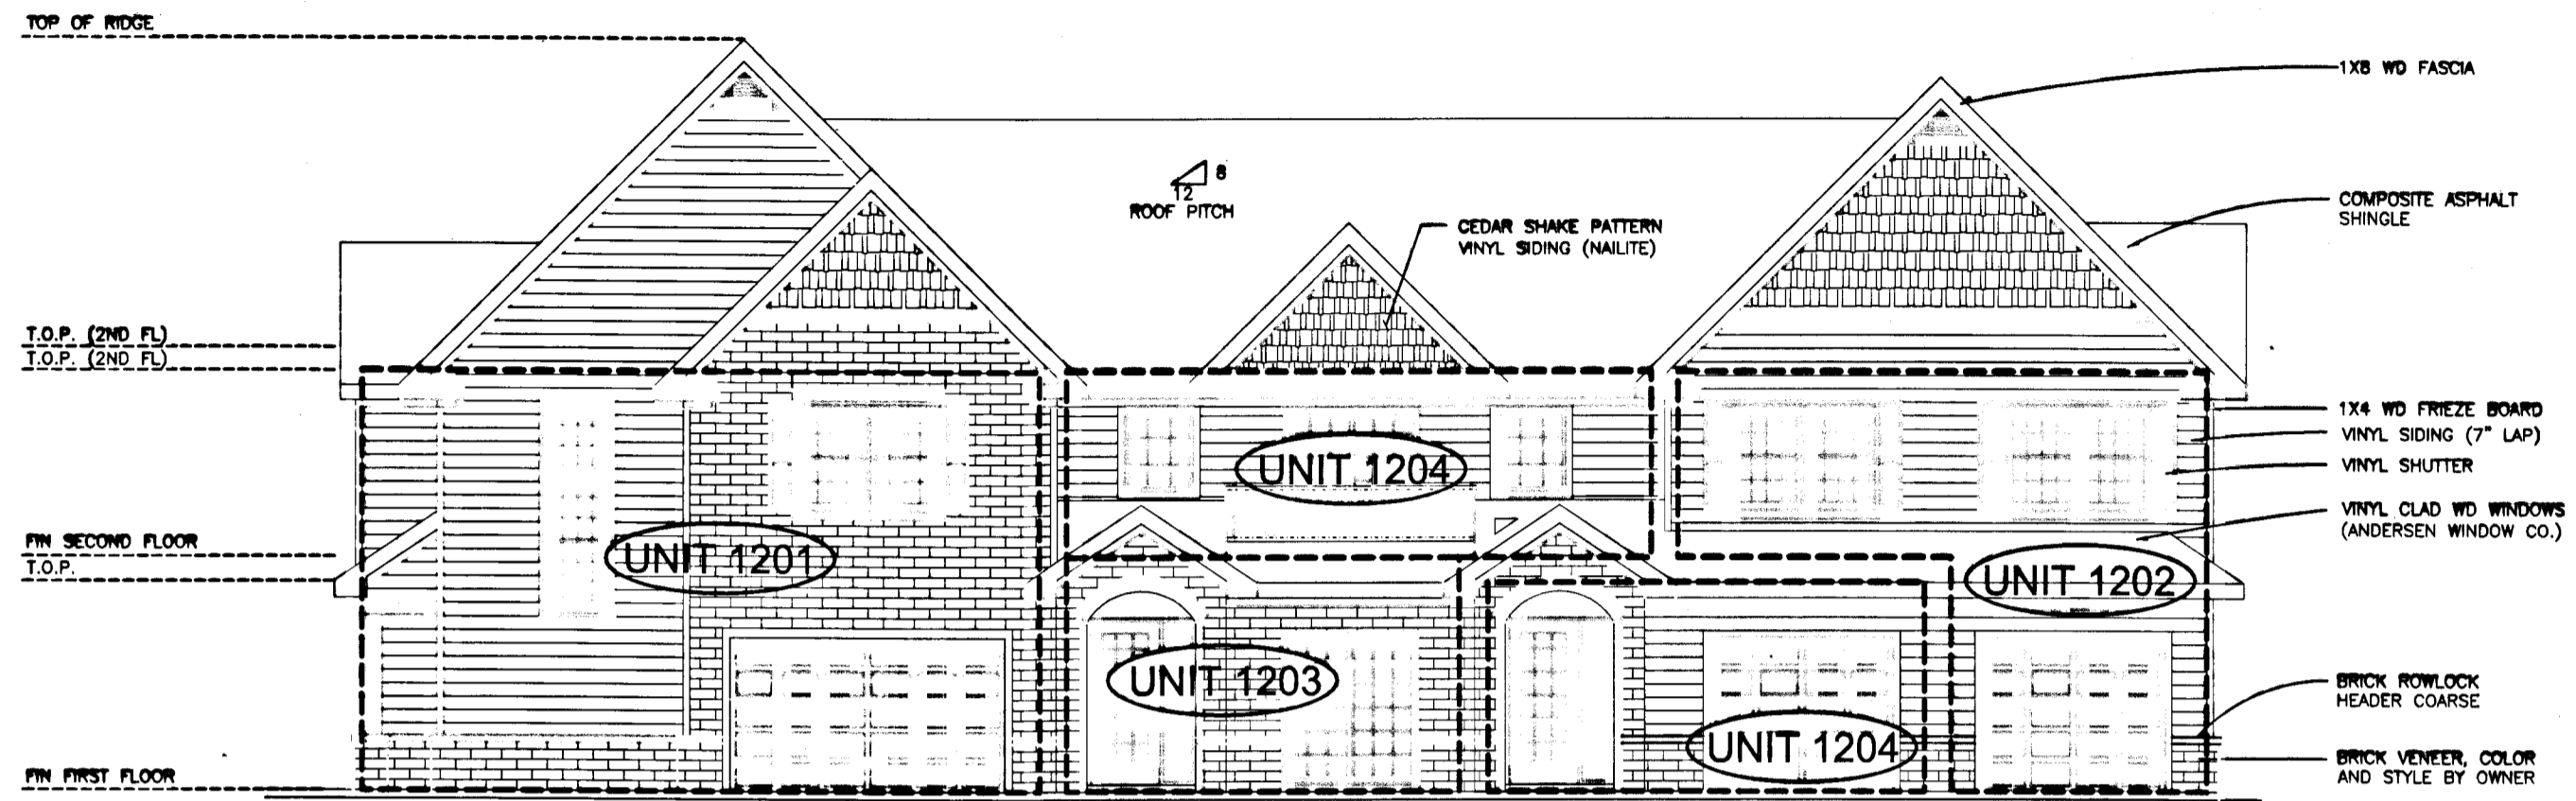 TOP OF RIDGE
1X8 WD FASCIA
8
12
ROOF PITCH
CEDAR SHAKE PATTERN
VINYL SIDING (NAILITE)
COMPOSITE ASPHALT
SHINGLE
T.O.P. (2ND FL)
T.O.P. (2ND FL)
1X4 WD FRIEZE BOARD
VINYL SIDING (7" LAP)
VINYL SHUTTER
VINYL CLAD WD WINDOWS
(ANDERSEN WINDOW CO.)
UNIT 1204
FIN SECOND FLOOR
T.O.P.
UNIT 1201
UNIT 1202
UNIT 1203
UNIT 1204
BRICK ROWLOCK
HEADER COARSE
FIN FIRST FLOOR
BRICK VENEER, COLOR
AND STYLE BY OWNER